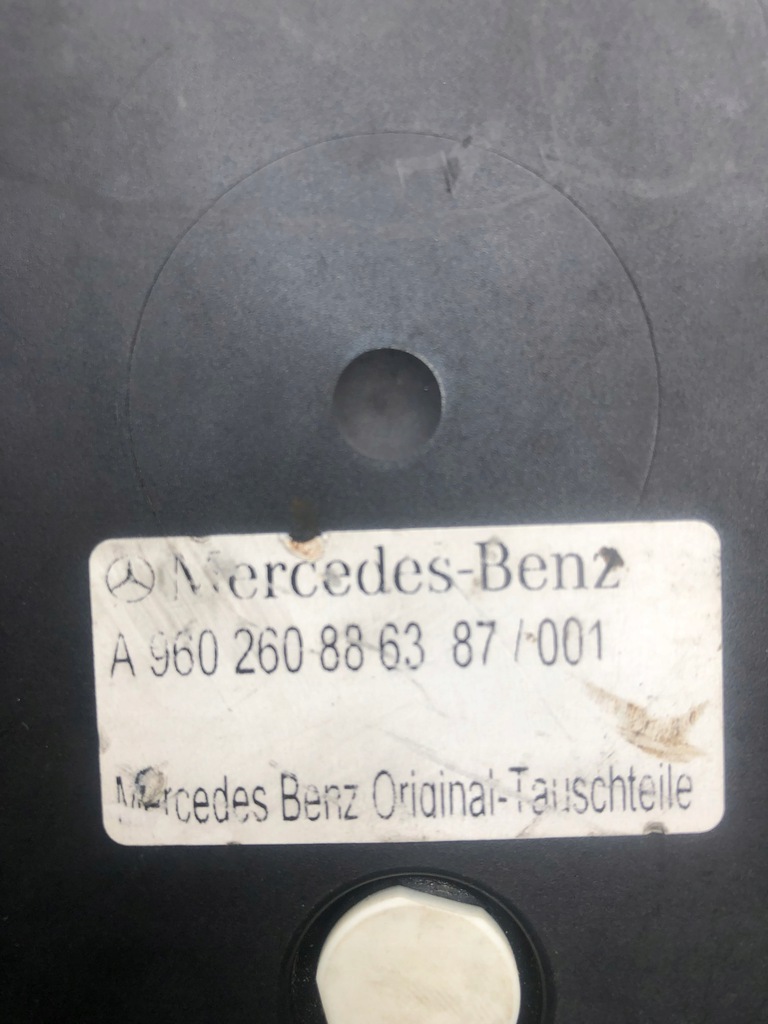 Mercedes-Benz
A 960 260 88 63 87 / 001
Mercedes Benz Original-Tauschteile